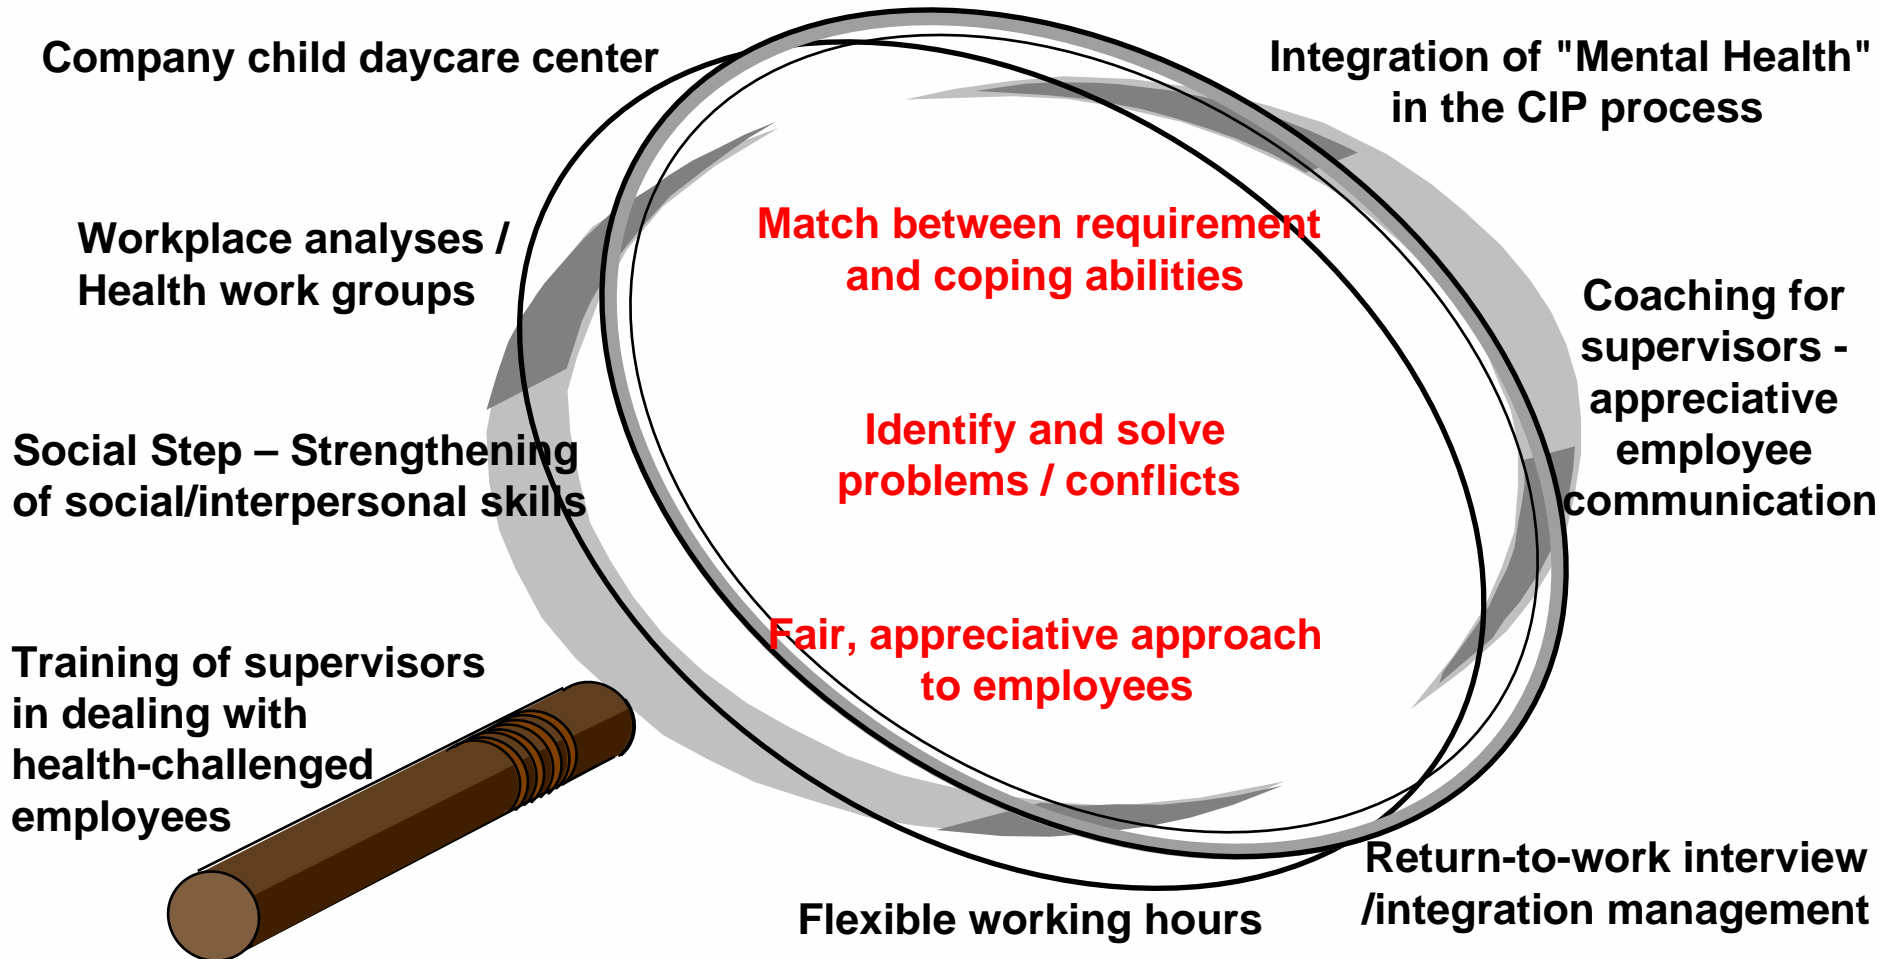 Company child daycare center
Integration of "Mental Health"
in the CIP process
Workplace analyses /
Health work groups
Match between requirement
and coping abilities
Coaching for
supervisors -
appreciative
employee
communication
Social Step – Strengthening
of social/interpersonal skills
Identify and solve
problems / conflicts
Training of supervisors
in dealing with
health-challenged
employees
Fair, appreciative approach
to employees
Flexible working hours
Return-to-work interview
/integration management